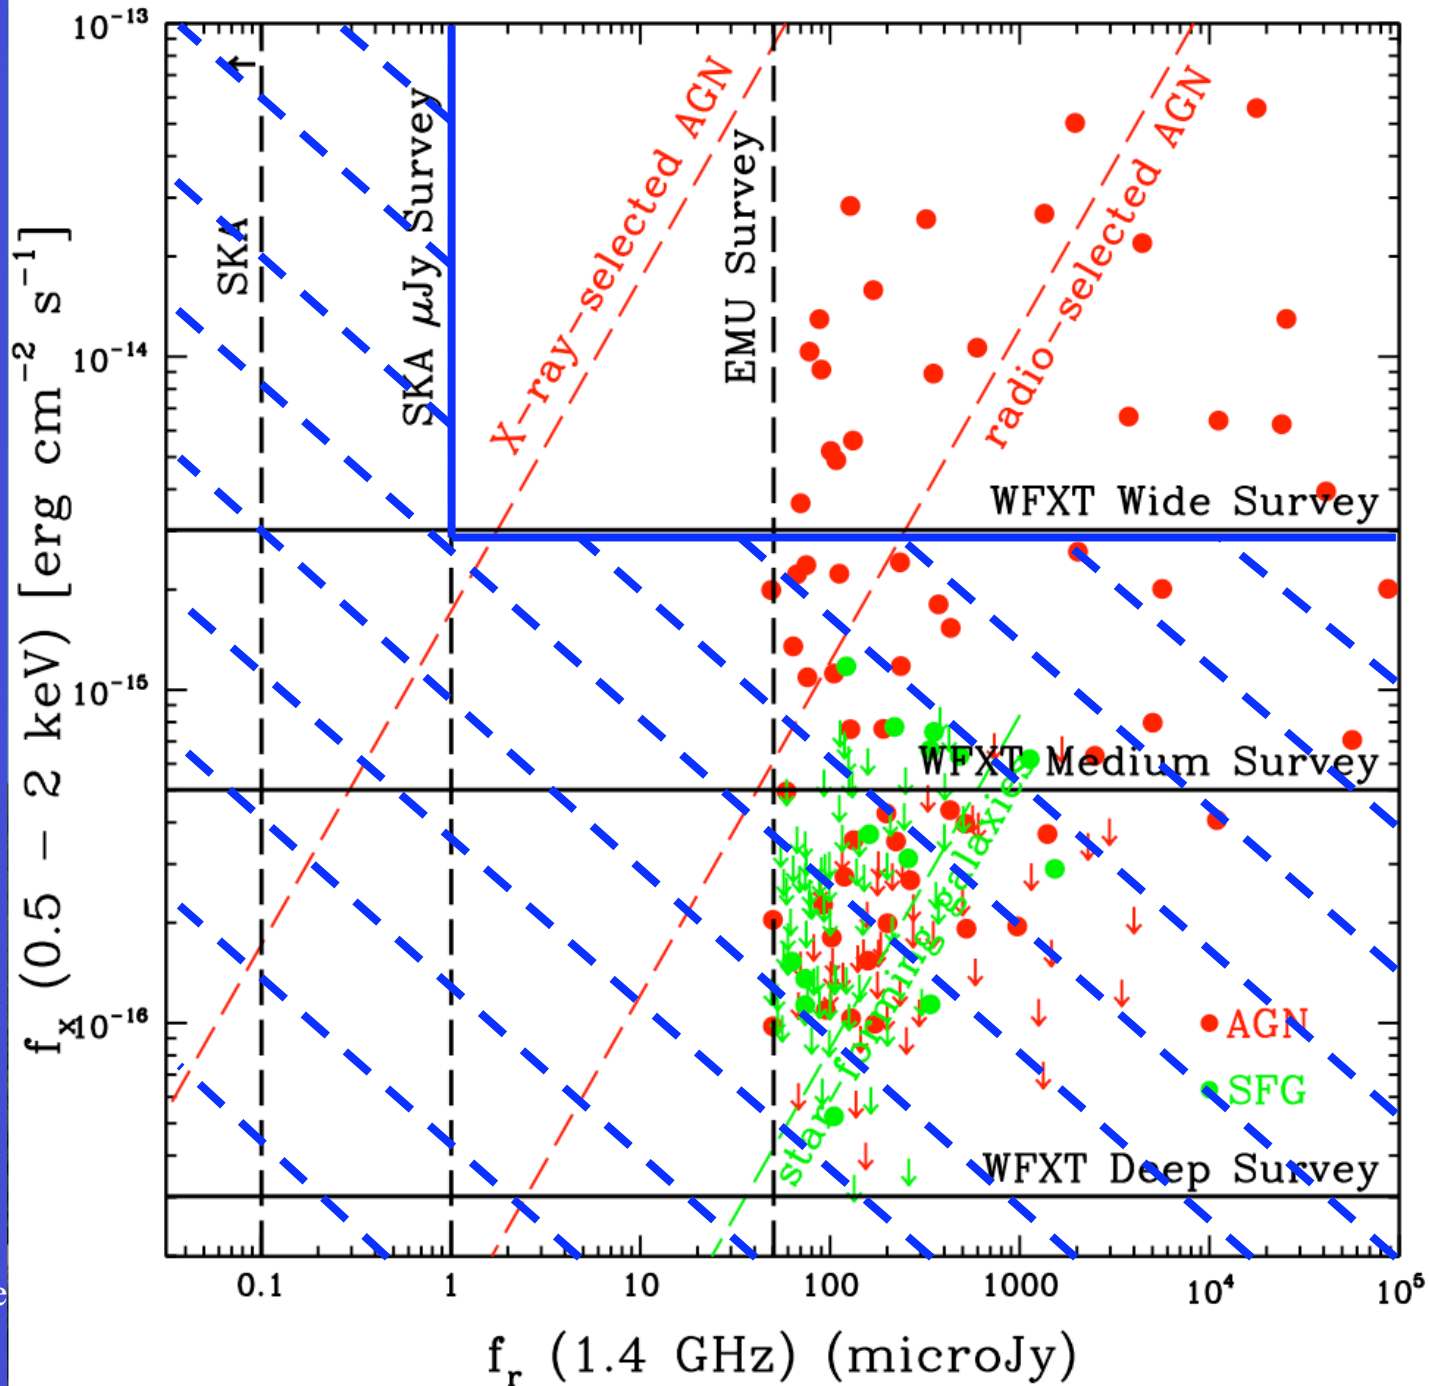 10⁻¹³
10⁻¹⁴
10⁻¹⁵
10⁻¹⁶
fₓ (0.5 − 2 keV) [erg cm⁻² s⁻¹]
SKA
↑
SKA μJy Survey
X−ray−selected AGN
EMU Survey
radio−selected AGN
WFXT Wide Survey
WFXT Medium Survey
star forming galaxies
AGN
SFG
WFXT Deep Survey
0.1 1 10 100 1000 10⁴ 10⁵
fᵣ (1.4 GHz) (microJy)
e